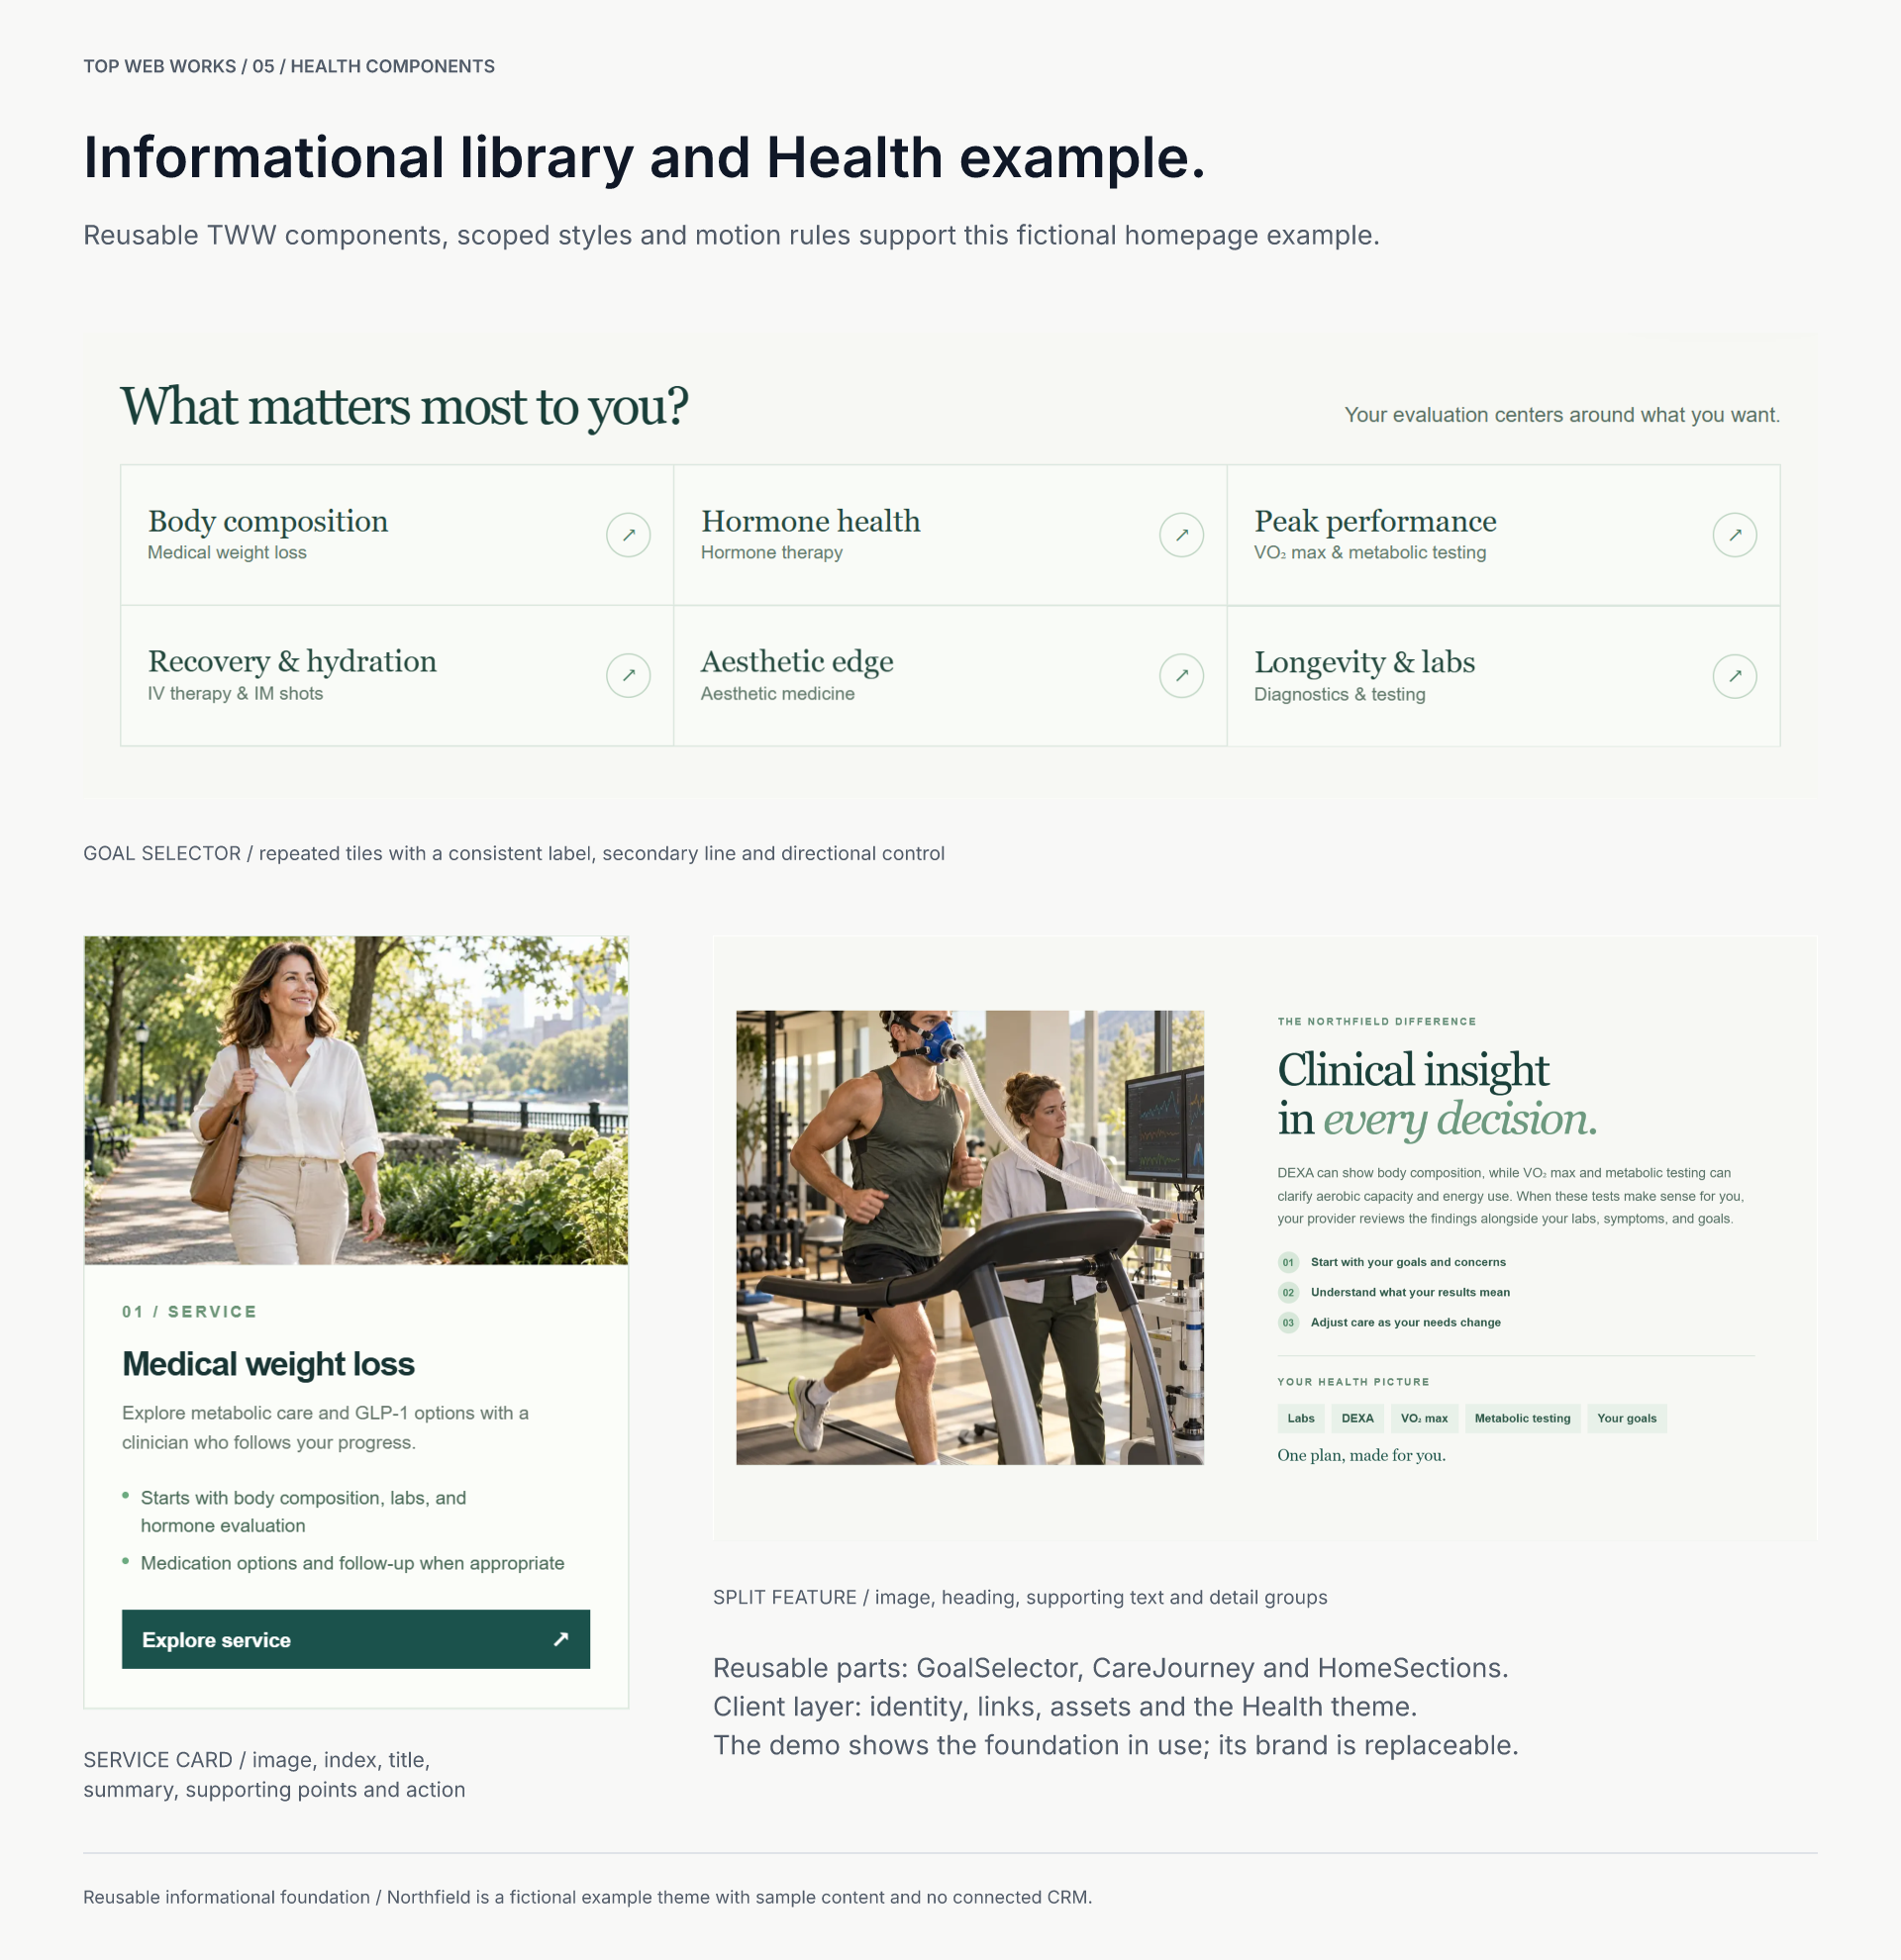 TOP WEB WORKS / 05 / HEALTH COMPONENTS
Informational library and Health example.
Reusable TWW components, scoped styles and motion rules support this fictional homepage example.
What matters most to you?
Your evaluation centers around what you want.
Body composition
Medical weight loss
↗
Hormone health
Hormone therapy
↗
Peak performance
VO₂ max & metabolic testing
↗
Recovery & hydration
IV therapy & IM shots
↗
Aesthetic edge
Aesthetic medicine
↗
Longevity & labs
Diagnostics & testing
↗
GOAL SELECTOR / repeated tiles with a consistent label, secondary line and directional control
01 / SERVICE
Medical weight loss
Explore metabolic care and GLP-1 options with a
clinician who follows your progress.
• Starts with body composition, labs, and
hormone evaluation
• Medication options and follow-up when appropriate
Explore service ↗
SERVICE CARD / image, index, title,
summary, supporting points and action
THE NORTHFIELD DIFFERENCE
Clinical insight
in every decision.
DEXA can show body composition, while VO₂ max and metabolic testing can
clarify aerobic capacity and energy use. When these tests make sense for you,
your provider reviews the findings alongside your labs, symptoms, and goals.
01 Start with your goals and concerns
02 Understand what your results mean
03 Adjust care as your needs change
YOUR HEALTH PICTURE
Labs DEXA VO₂ max Metabolic testing Your goals
One plan, made for you.
SPLIT FEATURE / image, heading, supporting text and detail groups
Reusable parts: GoalSelector, CareJourney and HomeSections.
Client layer: identity, links, assets and the Health theme.
The demo shows the foundation in use; its brand is replaceable.
Reusable informational foundation / Northfield is a fictional example theme with sample content and no connected CRM.